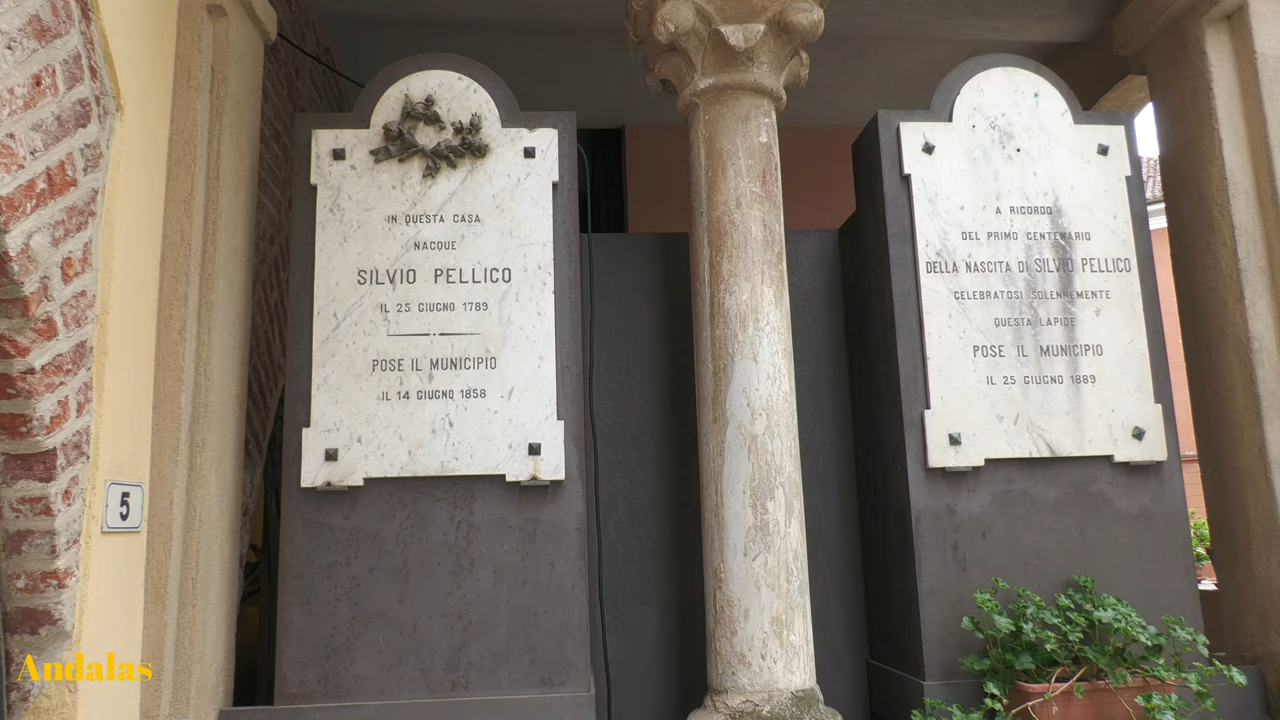 IN QUESTA CASA
NACQUE
SILVIO PELLICO
IL 25 GIUGNO 1789
POSE IL MUNICIPIO
IL 14 GIUGNO 1858
A RICORDO
DEL PRIMO CENTENARIO
DELLA NASCITA DI SILVIO PELLICO
CELEBRATOSI SOLENNEMENTE
QUESTA LAPIDE
POSE IL MUNICIPIO
IL 25 GIUGNO 1889
5
Andalas